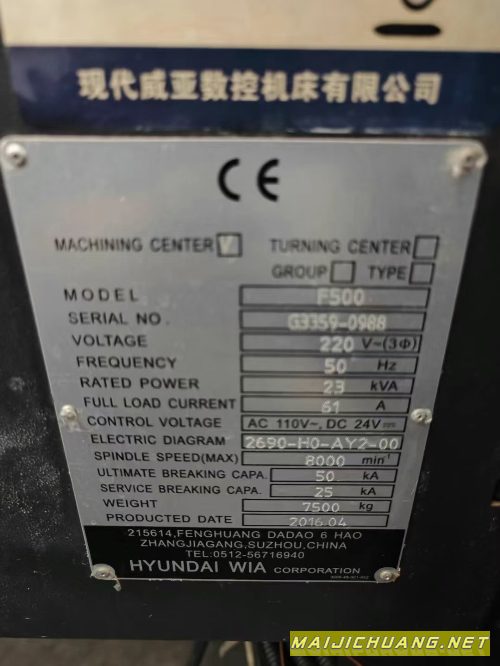 现代威亚数控机床有限公司
CE
MACHINING CENTER V TURNING CENTER
GROUP TYPE
MODEL F500
SERIAL NO. G3359-0988
VOLTAGE 220 V~(3Φ)
FREQUENCY 50 Hz
RATED POWER 23 kVA
FULL LOAD CURRENT 61 A
CONTROL VOLTAGE AC 110V~, DC 24V⎓
ELECTRIC DIAGRAM 2690-H0-AY2-00
SPINDLE SPEED(MAX) 8000 min⁻¹
ULTIMATE BREAKING CAPA. 50 kA
SERVICE BREAKING CAPA. 25 kA
WEIGHT 7500 kg
PRODUCTED DATE 2016.04
215614,FENGHUANG DADAO 6 HAO
ZHANGJIAGANG,SUZHOU,CHINA
TEL:0512-56716940
HYUNDAI WIA CORPORATION
MAIJICHUANG.NET